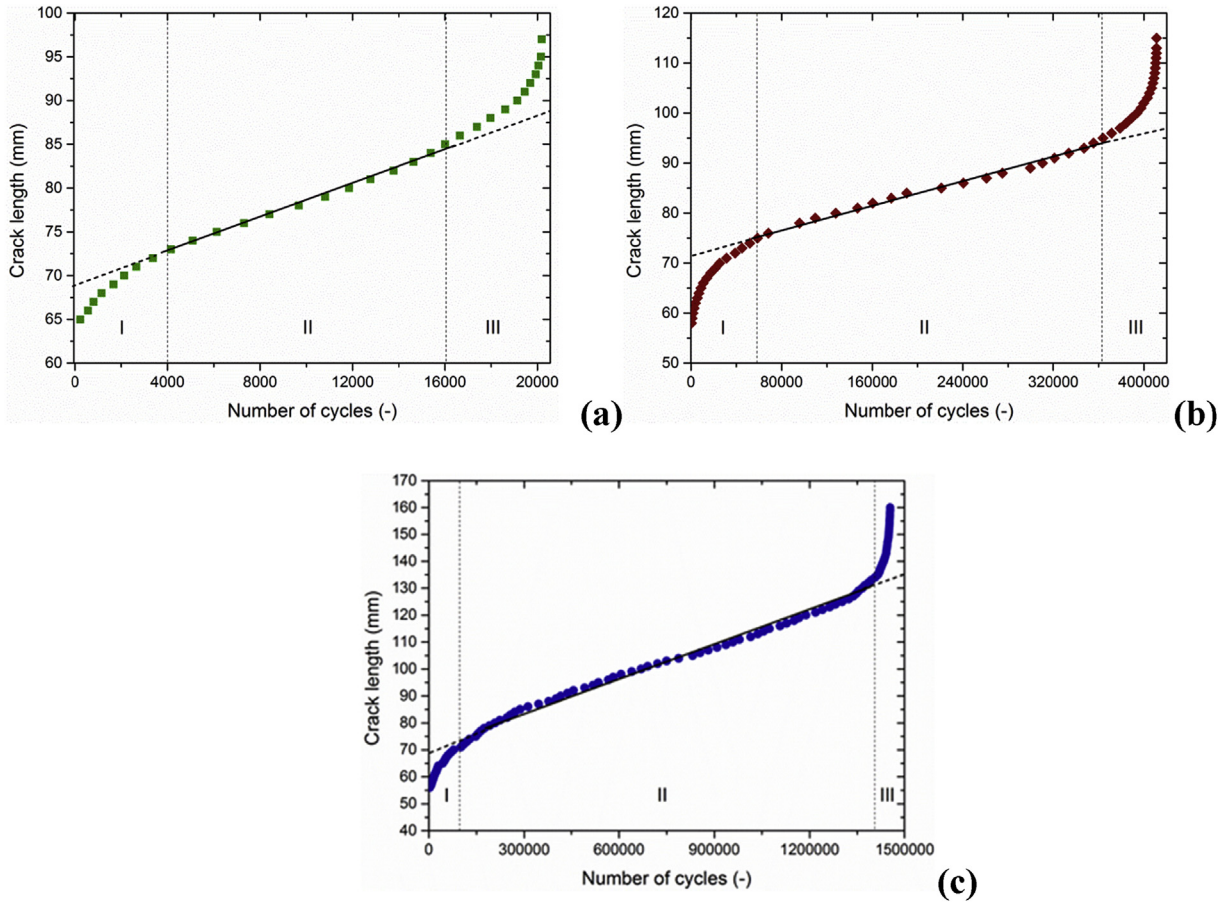 100
95
90
85
80
75
70
65
60
Crack length (mm)
I
II
III
0
4000
8000
12000
16000
20000
Number of cycles (-)
(a)
120
110
100
90
80
70
60
50
Crack length (mm)
I
II
III
0
80000
160000
240000
320000
400000
Number of cycles (-)
(b)
170
160
150
140
130
120
110
100
90
80
70
60
50
40
Crack length (mm)
I
II
III
0
300000
600000
900000
1200000
1500000
Number of cycles (-)
(c)